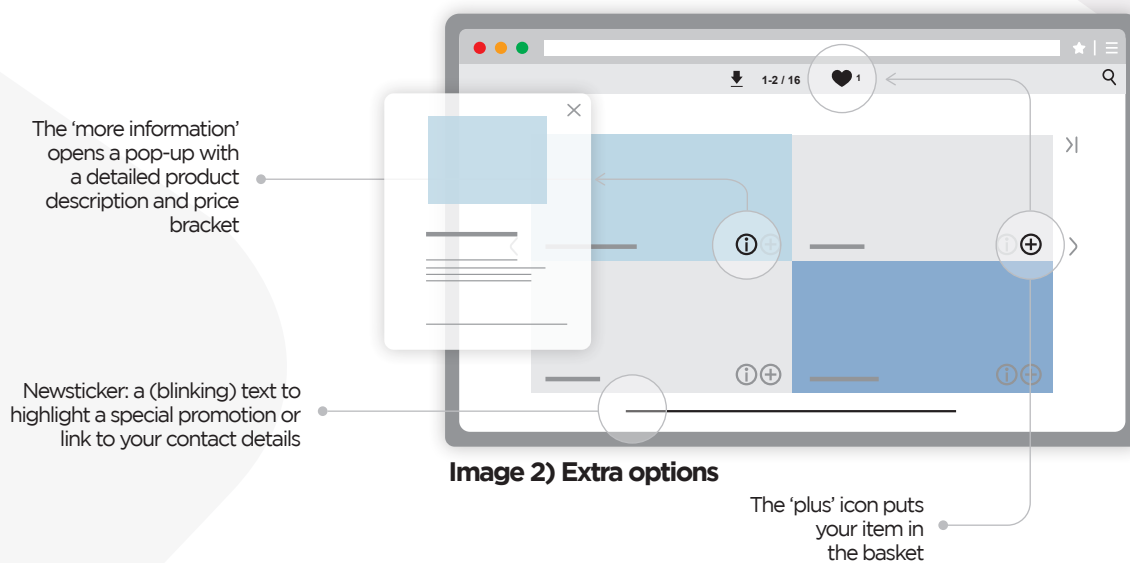 1-2 / 16
1
The ‘more information’
opens a pop-up with
a detailed product
description and price
bracket
Newsticker: a (blinking) text to
highlight a special promotion or
link to your contact details
Image 2) Extra options
The ‘plus’ icon puts
your item in
the basket